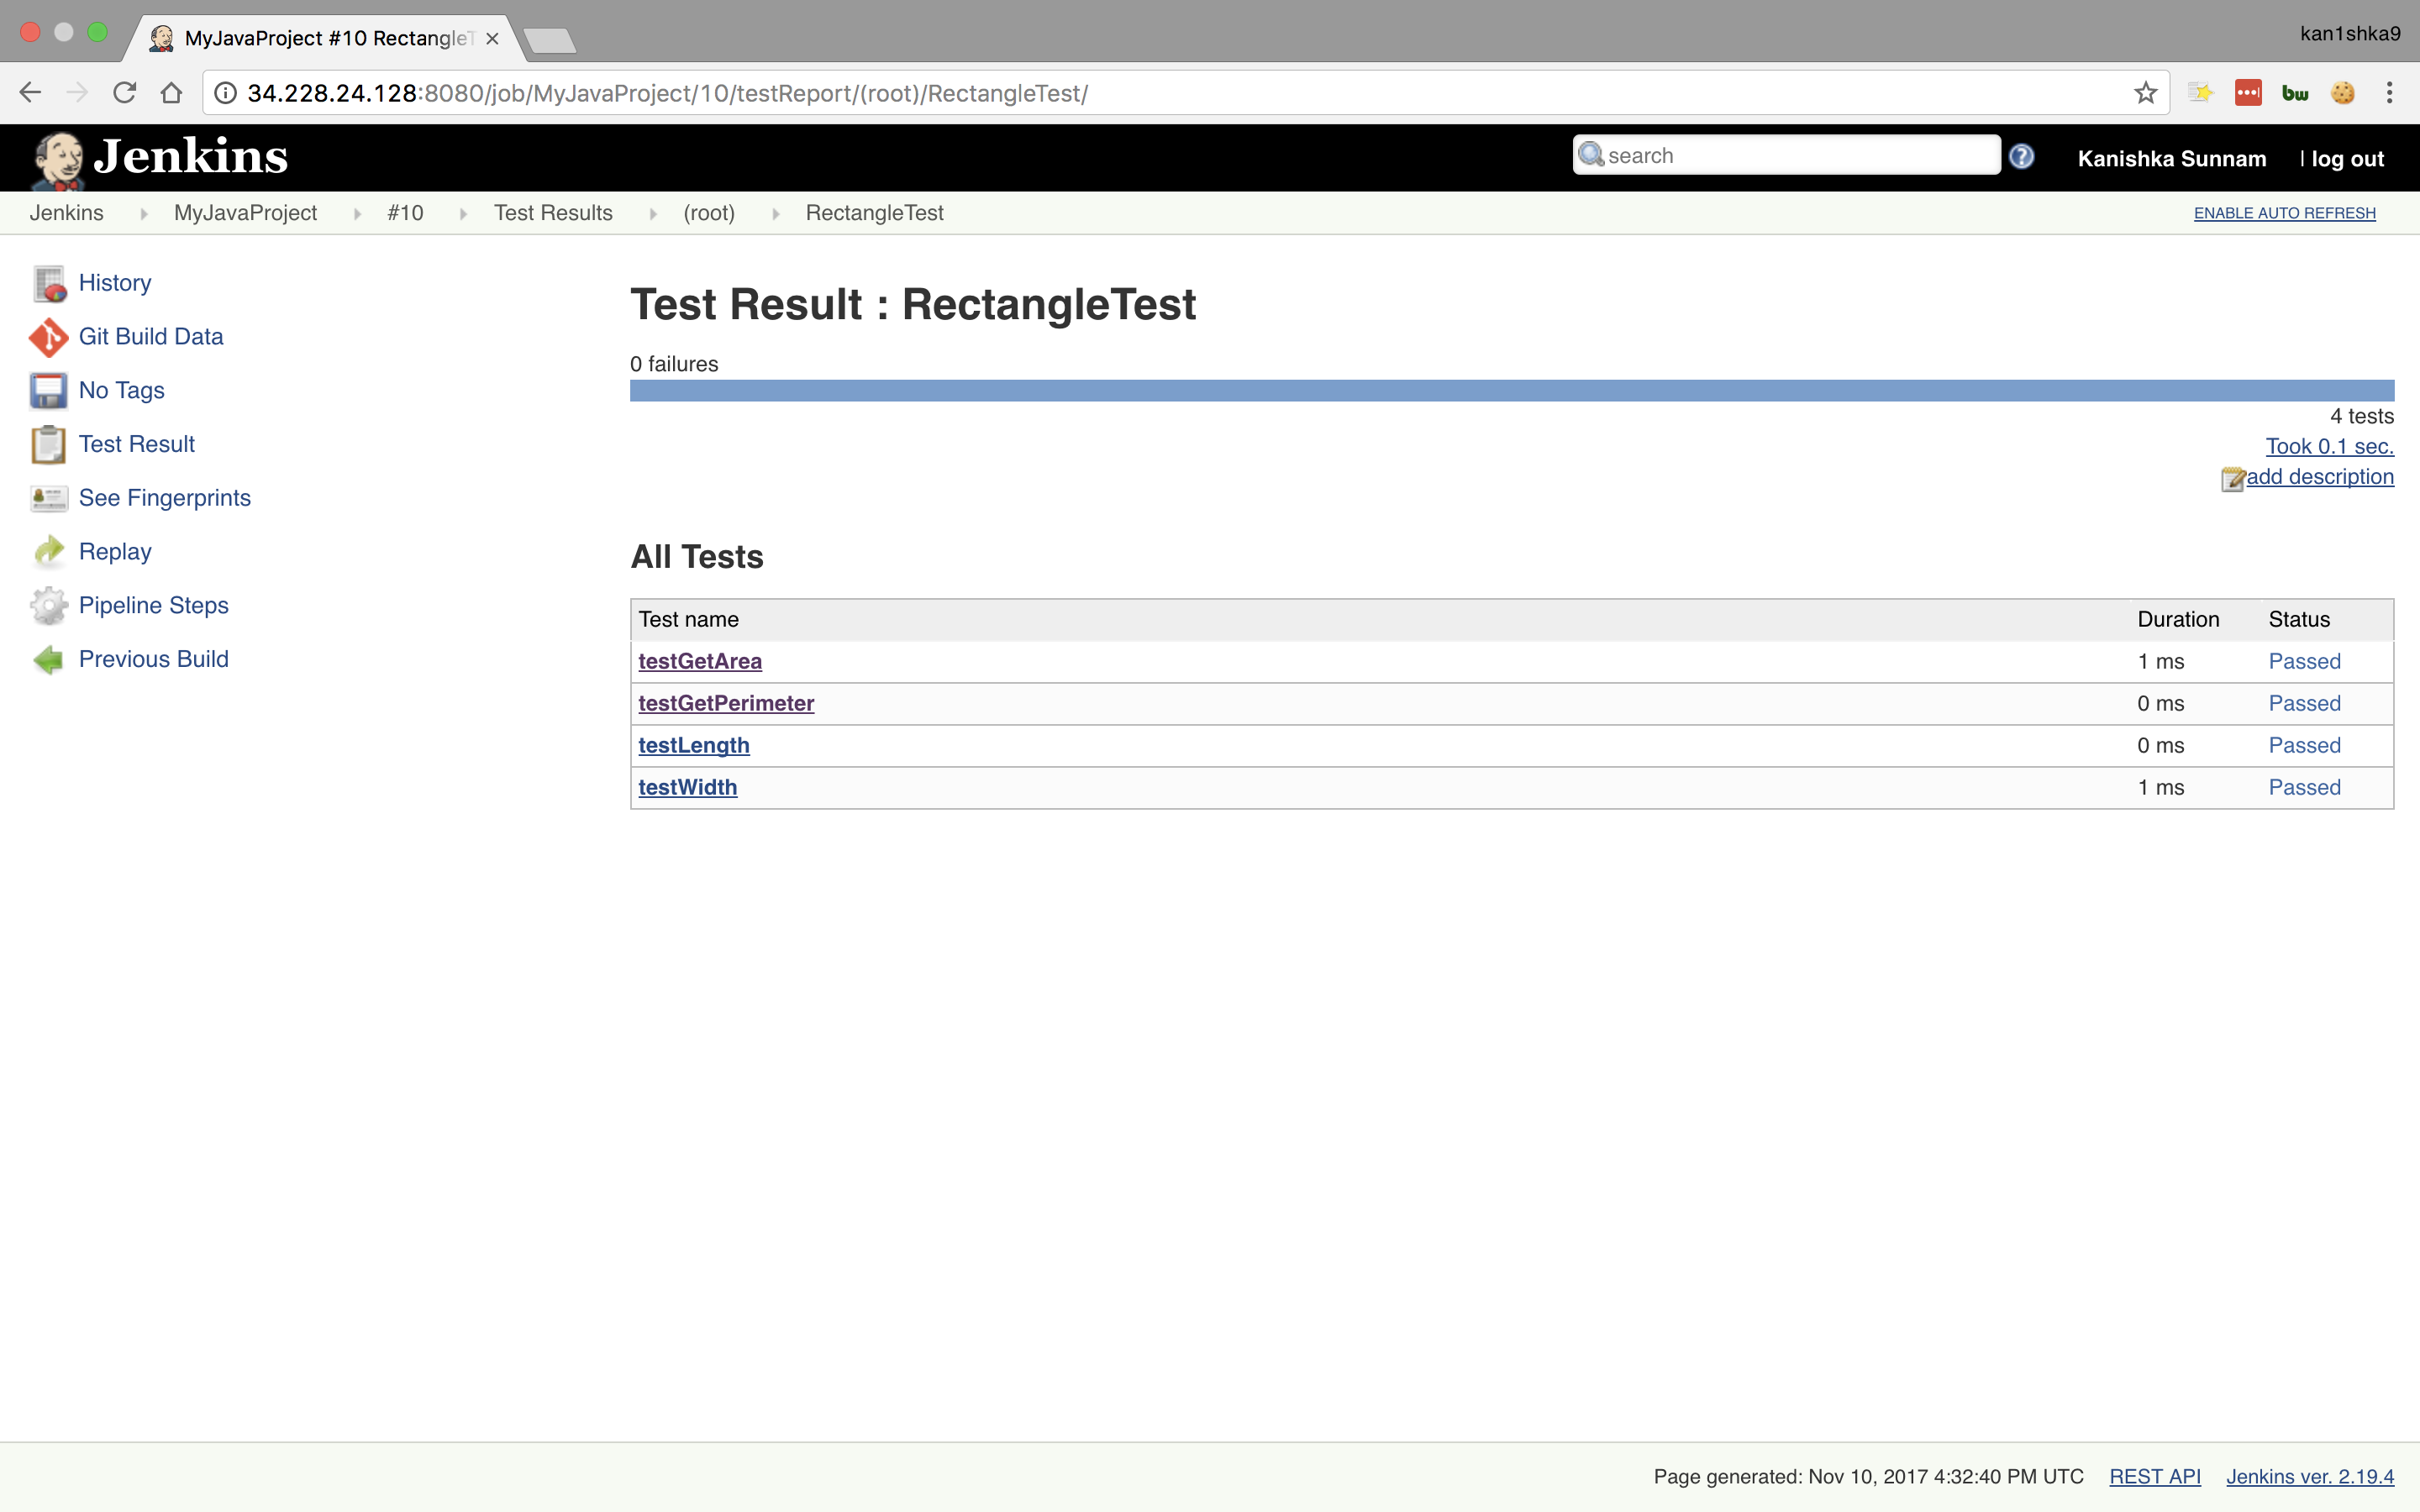 MyJavaProject #10 RectangleT
kan1shka9
34.228.24.128:8080/job/MyJavaProject/10/testReport/(root)/RectangleTest/
bw
Jenkins
search
Kanishka Sunnam
| log out
Jenkins MyJavaProject #10 Test Results (root) RectangleTest
ENABLE AUTO REFRESH
History
Git Build Data
No Tags
Test Result
See Fingerprints
Replay
Pipeline Steps
Previous Build
Test Result : RectangleTest
0 failures
4 tests
Took 0.1 sec.
add description
All Tests
Test name Duration Status
testGetArea 1 ms Passed
testGetPerimeter 0 ms Passed
testLength 0 ms Passed
testWidth 1 ms Passed
Page generated: Nov 10, 2017 4:32:40 PM UTC REST API Jenkins ver. 2.19.4